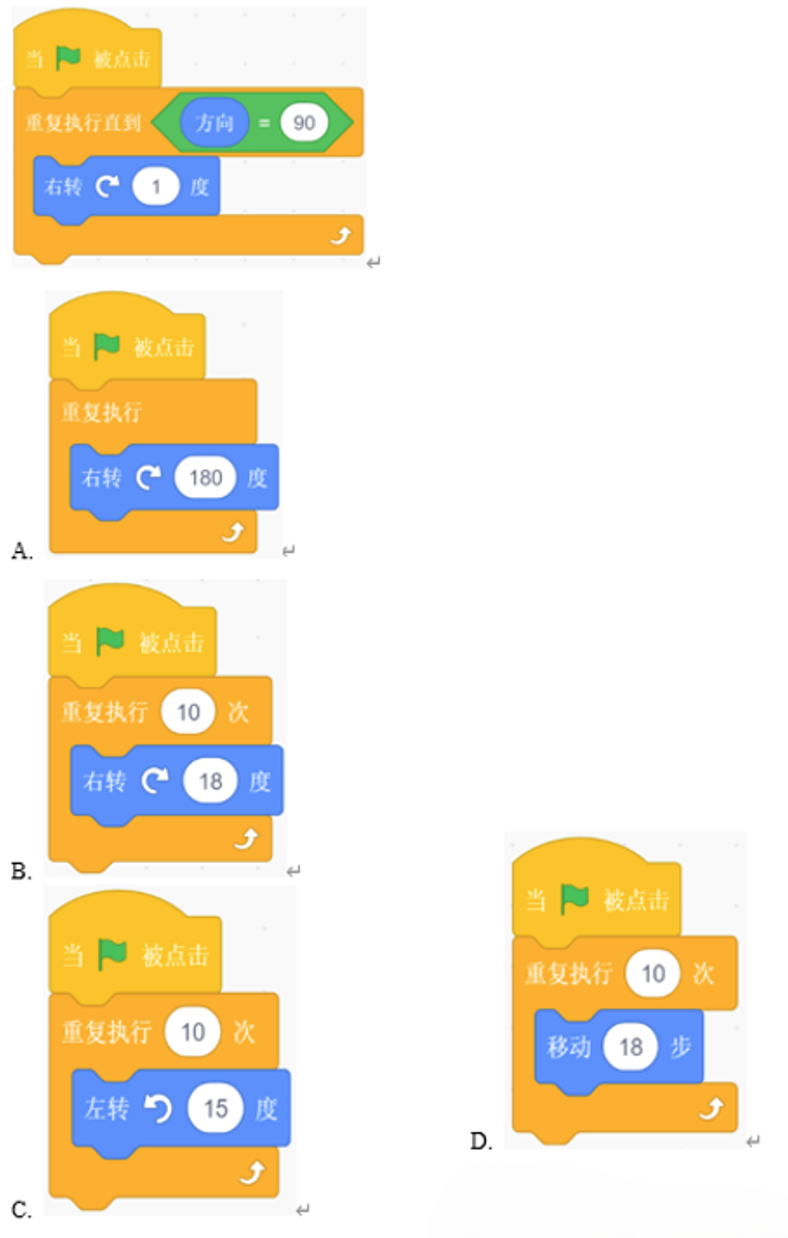 当 被点击
重复执行直到 方向 = 90
右转 1 度
当 被点击
重复执行
右转 180 度
A.
当 被点击
重复执行 10 次
右转 18 度
B.
当 被点击
重复执行 10 次
左转 15 度
C.
当 被点击
重复执行 10 次
移动 18 步
D.